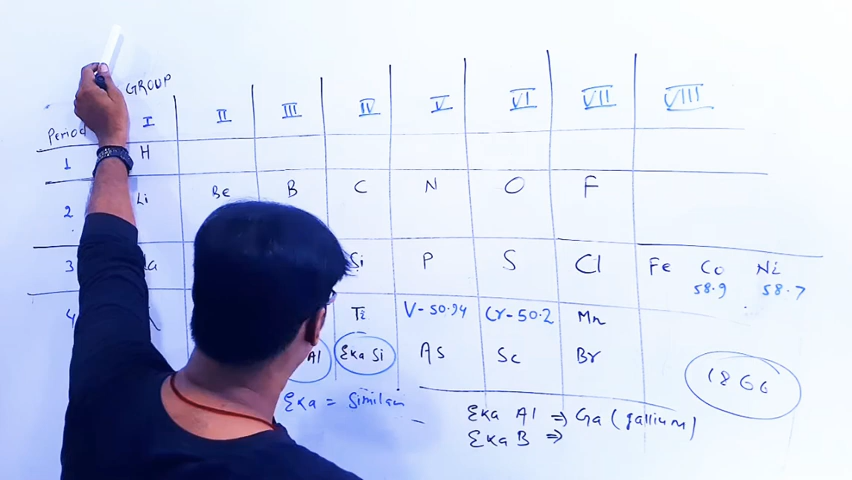 GROUP
Period I II III IV V VI VII VIII
1 H
2 Li Be B C N O F
3 Si P S Cl Fe Co Ni
58.9 58.7
4 Ti V-50.94 Cr-50.2 Mn
Al Eka Si As Sc Br
1866
Eka = Similar
Eka Al ⇒ Ga (gallium)
Eka B ⇒